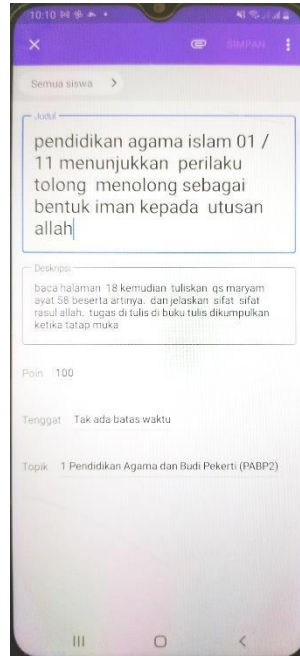 10:10
SIMPAN
Semua siswa
Judul
pendidikan agama islam 01 /
11 menunjukkan perilaku
tolong menolong sebagai
bentuk iman kepada utusan
allah
Deskripsi
baca halaman 18 kemudian tuliskan qs maryam
ayat 58 beserta artinya. dan jelaskan sifat sifat
rasul allah. tugas di tulis di buku tulis dikumpulkan
ketika tatap muka
Poin 100
Tenggat Tak ada batas waktu
Topik 1 Pendidikan Agama dan Budi Pekerti (PABP2)